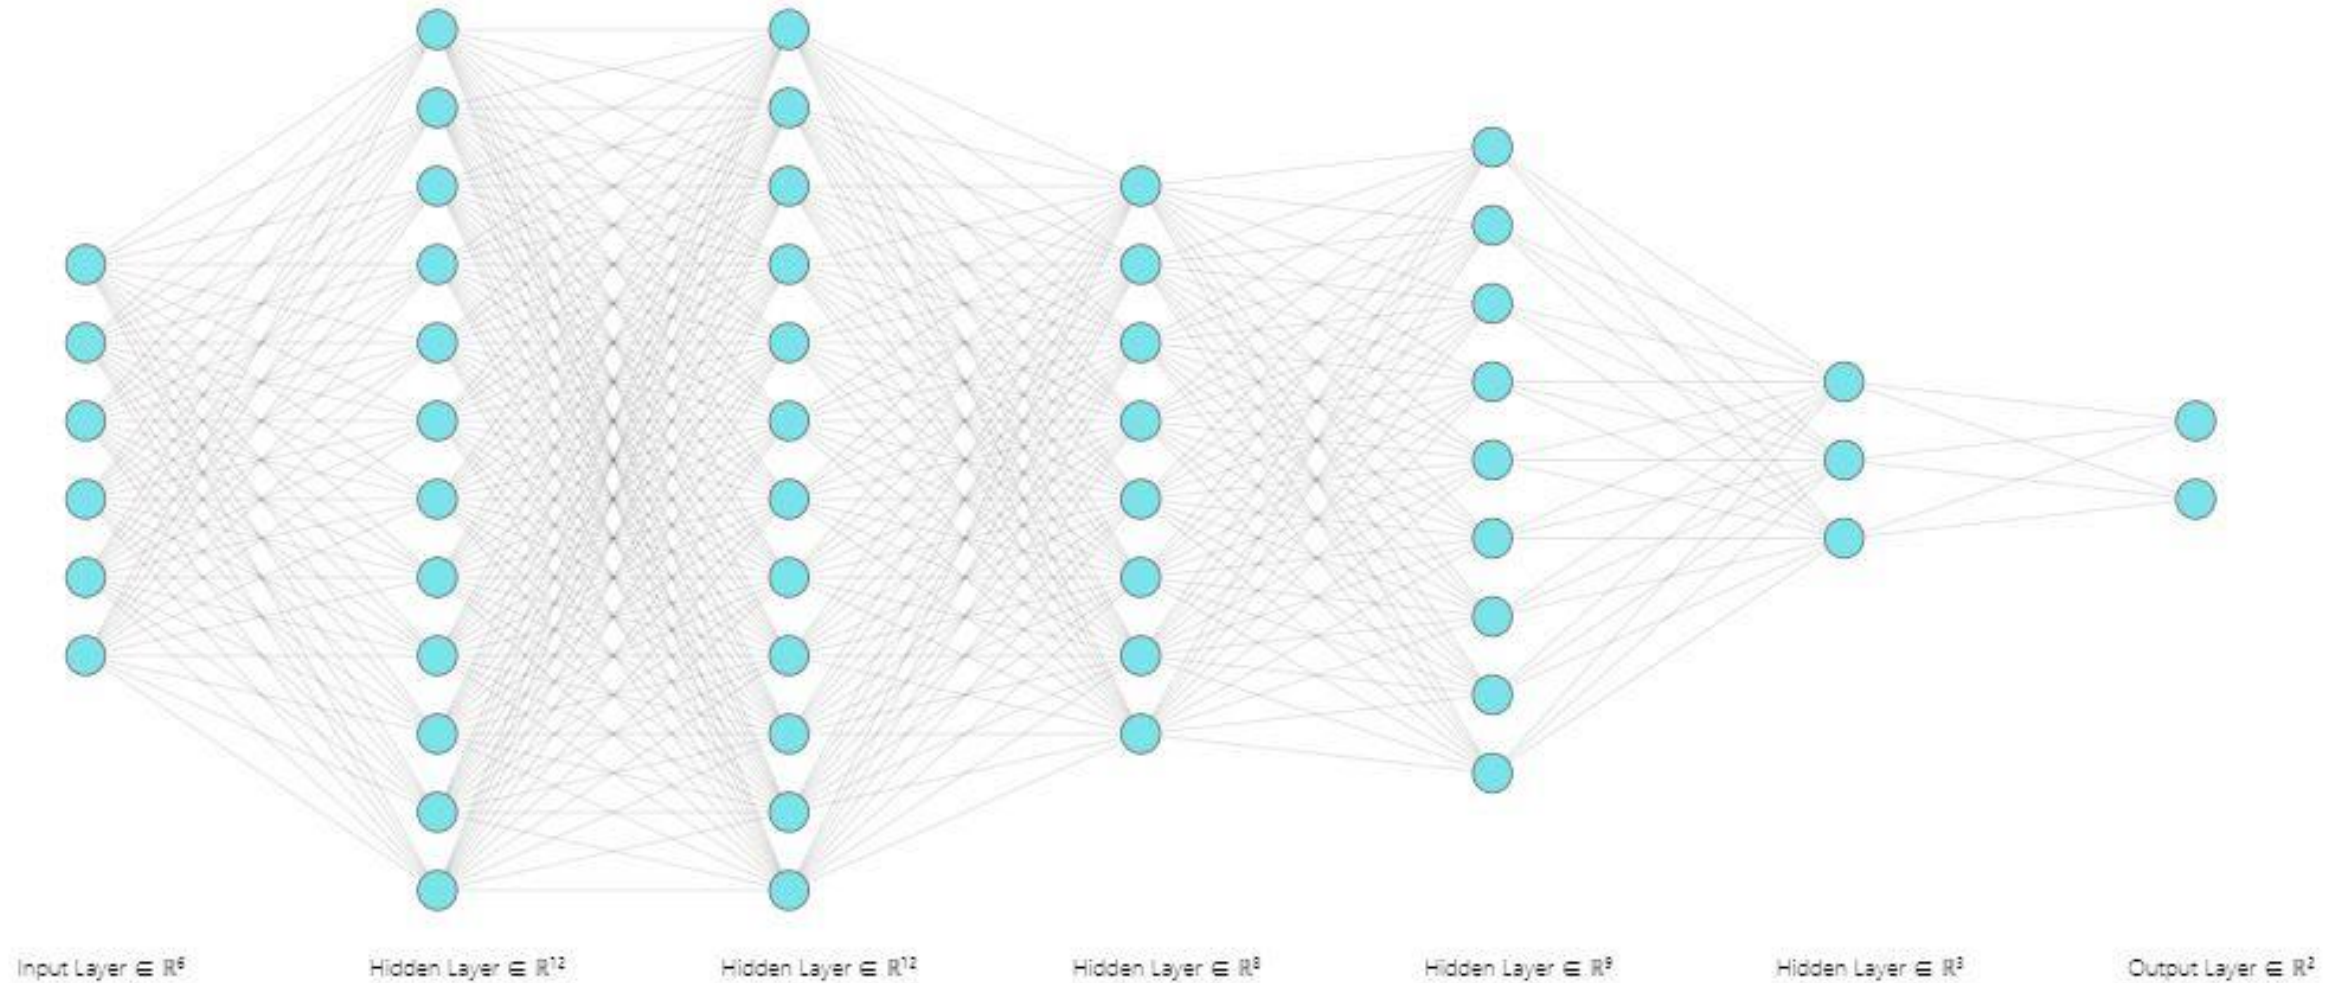 Input Layer ∈ ℝ⁶
Hidden Layer ∈ ℝ¹²
Hidden Layer ∈ ℝ¹²
Hidden Layer ∈ ℝ⁸
Hidden Layer ∈ ℝ⁹
Hidden Layer ∈ ℝ³
Output Layer ∈ ℝ²